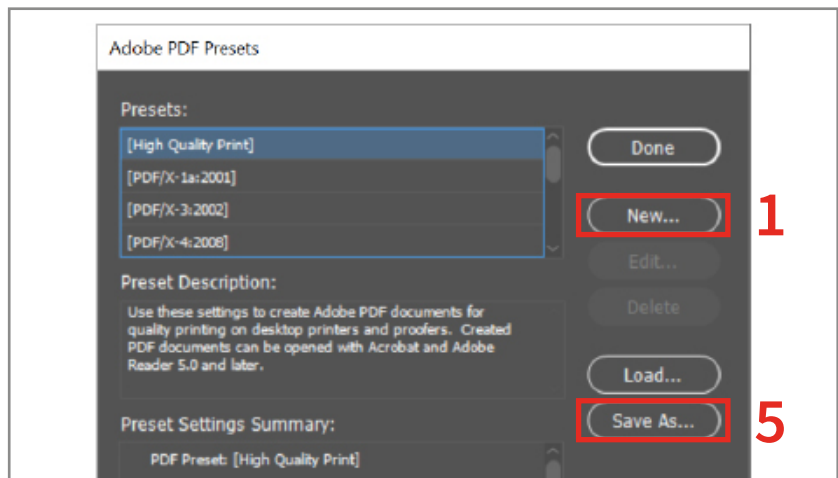 Adobe PDF Presets
Presets:
[High Quality Print]
[PDF/X-1a:2001]
[PDF/X-3:2002]
[PDF/X-4:2008]
Done
New...
1
Edit...
Delete
Preset Description:
Use these settings to create Adobe PDF documents for
quality printing on desktop printers and proofers. Created
PDF documents can be opened with Acrobat and Adobe
Reader 5.0 and later.
Load...
Save As...
5
Preset Settings Summary:
PDF Preset: [High Quality Print]